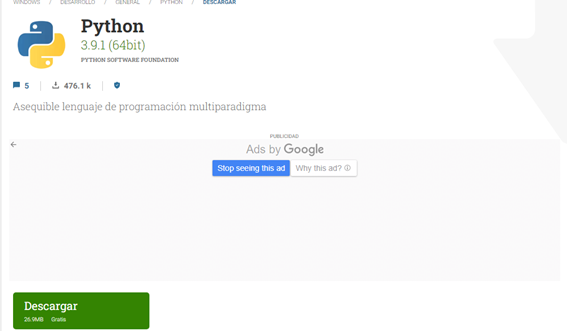 WINDOWS / DESARROLLO / GENERAL / PYTHON / DESCARGAR
Python
3.9.1 (64bit)
PYTHON SOFTWARE FOUNDATION
5 476.1 k
Asequible lenguaje de programación multiparadigma
PUBLICIDAD
Ads by Google
Stop seeing this ad Why this ad?
Descargar
26.9MB Gratis